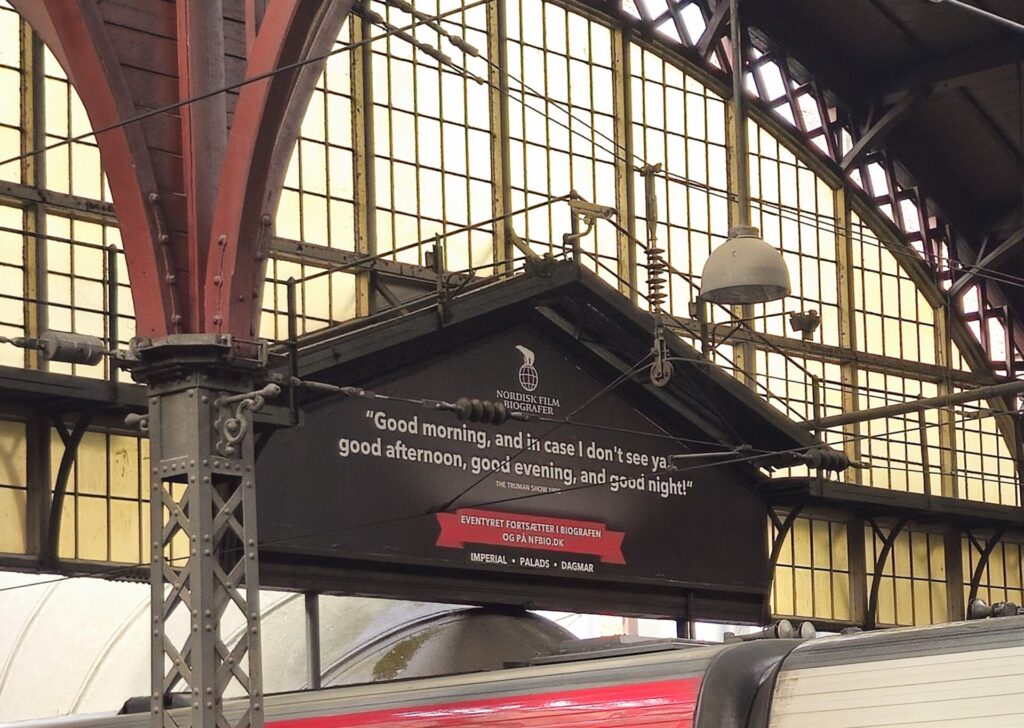 NORDISK FILM
BIOGRAFER
“Good morning, and in case I don't see ya,
good afternoon, good evening, and good night!”
THE TRUMAN SHOW
EVENTYRET FORTSÆTTER I BIOGRAFEN
OG PÅ NFBIO.DK
IMPERIAL • PALADS • DAGMAR